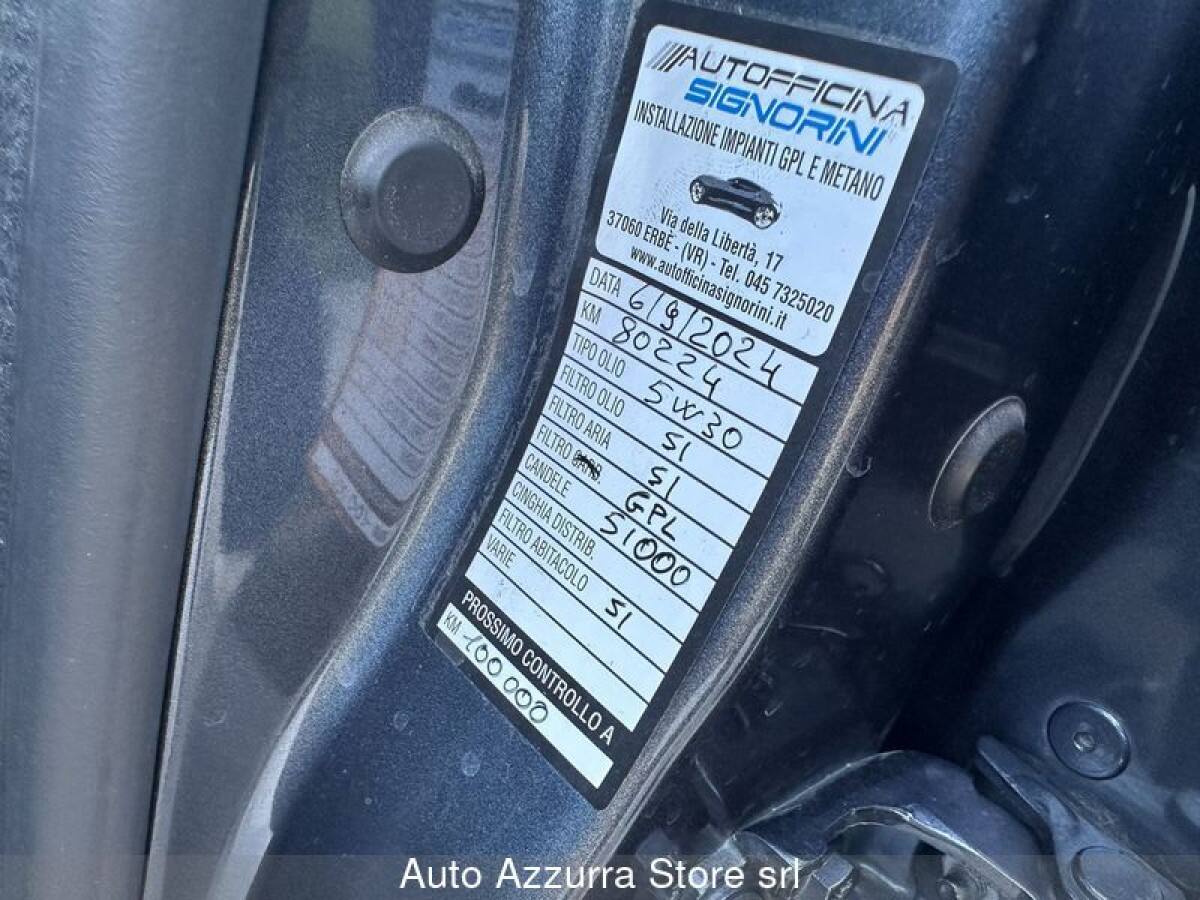 AUTOFFICINA
SIGNORINI
INSTALLAZIONE IMPIANTI GPL E METANO
Via della Libertà, 17
37060 ERBÈ - (VR) - Tel. 045 7325020
www.autofficinasignorini.it
DATA 6/9/2024
KM 80224
TIPO OLIO 5W30
FILTRO OLIO SI
FILTRO ARIA SI
FILTRO GPL
CANDELE 51000
CINGHIA DISTRIB.
FILTRO ABITACOLO SI
VARIE
PROSSIMO CONTROLLO A
KM 100 000
Auto Azzurra Store srl